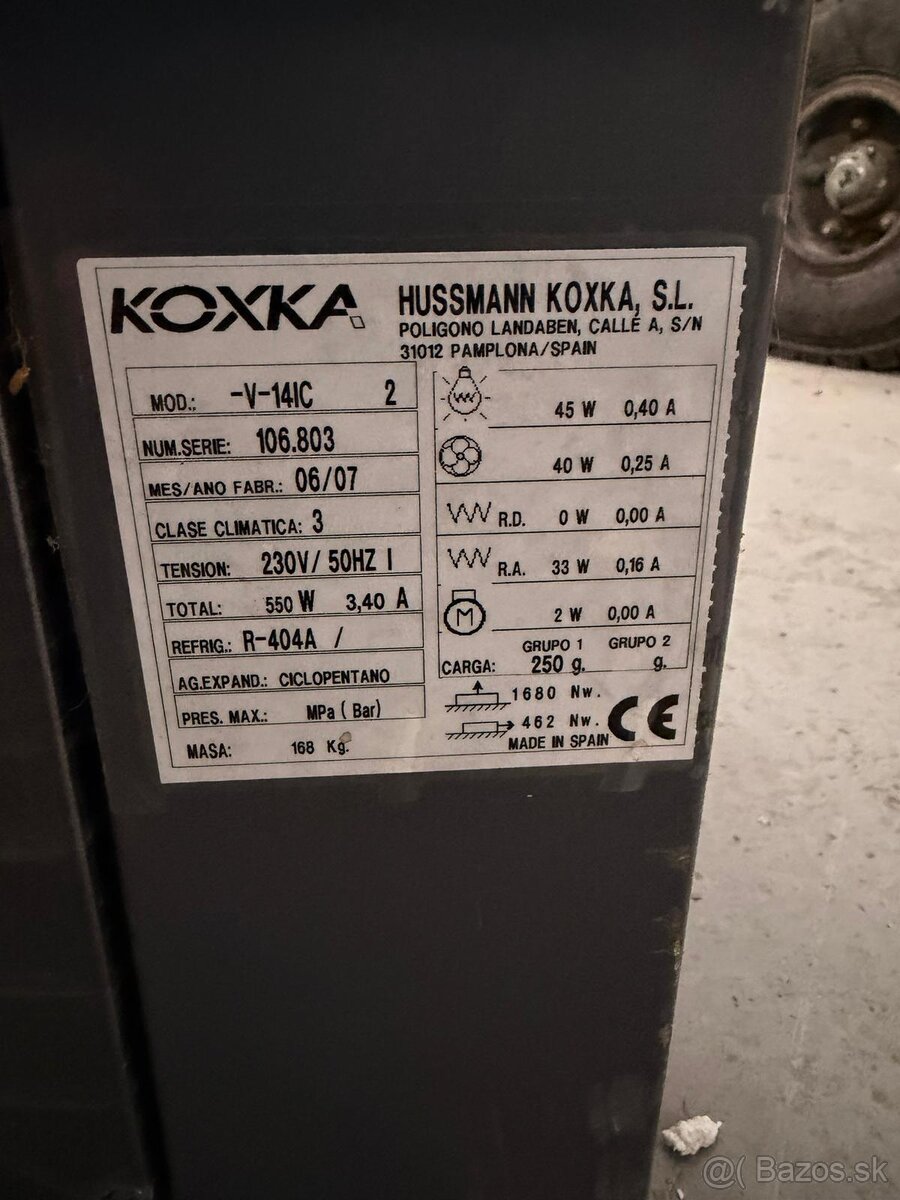 KOXKA
HUSSMANN KOXKA, S.L.
POLIGONO LANDABEN, CALLE A, S/N
31012 PAMPLONA/SPAIN
MOD.: -V-14IC 2
NUM.SERIE: 106.803
MES/ANO FABR.: 06/07
CLASE CLIMATICA: 3
TENSION: 230V/ 50HZ I
TOTAL: 550 W 3,40 A
REFRIG.: R-404A /
AG.EXPAND.: CICLOPENTANO
PRES. MAX.: MPa ( Bar)
MASA: 168 Kg.
45 W 0,40 A
40 W 0,25 A
R.D. 0 W 0,00 A
R.A. 33 W 0,16 A
M 2 W 0,00 A
GRUPO 1 GRUPO 2
CARGA: 250 g. g.
1680 Nw.
462 Nw.
CE
MADE IN SPAIN
@( Bazos.sk